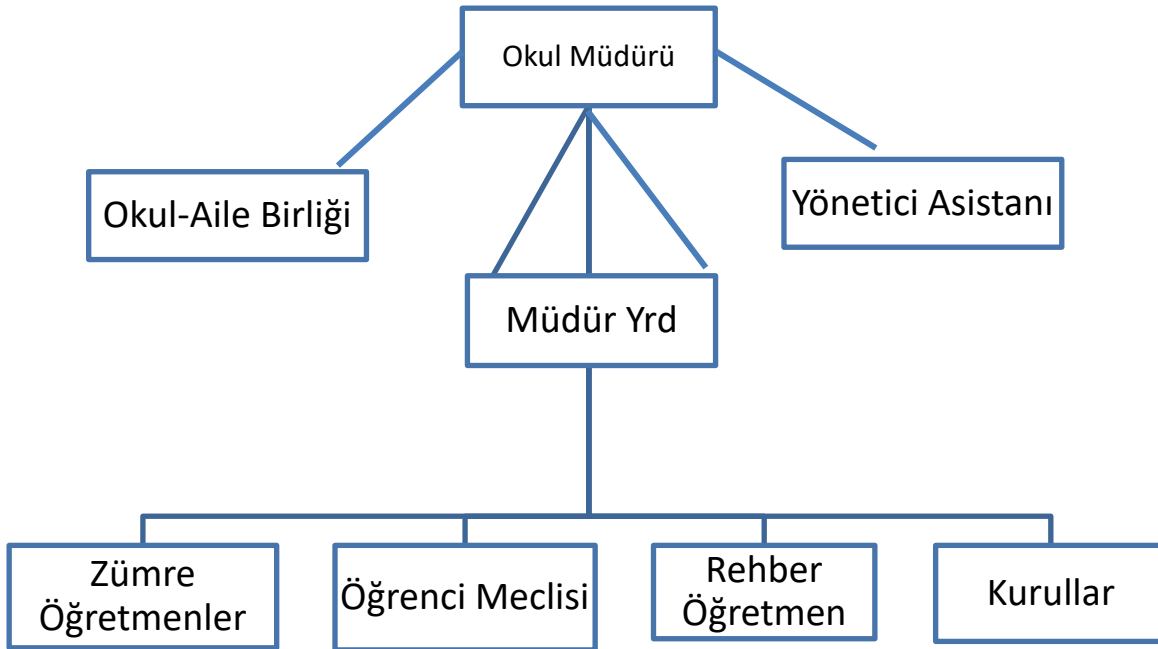 Okul Müdürü
Okul-Aile Birliği
Yönetici Asistanı
Müdür Yrd
Zümre
Öğretmenler
Öğrenci Meclisi
Rehber
Öğretmen
Kurullar